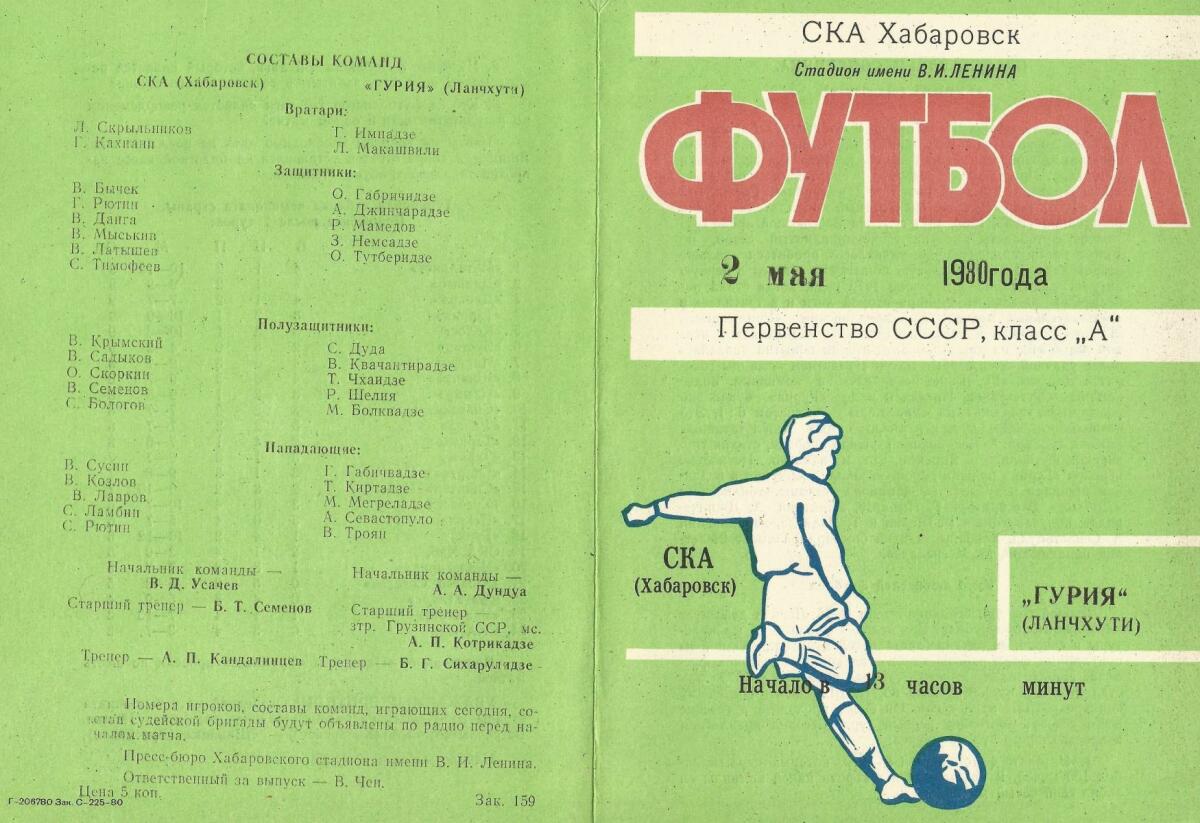 СОСТАВЫ КОМАНД
СКА (Хабаровск)
«ГУРИЯ» (Ланчхути)
Вратари:
Л. Скрыльников
Г. Кахиани
Г. Импадзе
Л. Макашвили
Защитники:
В. Бычек
Г. Рютин
В. Данга
В. Мыськив
В. Латышев
С. Тимофеев
О. Габричидзе
А. Джинчарадзе
Р. Мамедов
З. Немсадзе
О. Тутберидзе
Полузащитники:
В. Крымский
В. Садыков
О. Скоркин
В. Семенов
С. Бологов
С. Дуда
В. Квачантирадзе
Т. Чхаидзе
Р. Шелия
М. Болквадзе
Нападающие:
В. Сусин
В. Козлов
В. Лавров
С. Ламбин
С. Рютин
Г. Габичвадзе
Т. Киртадзе
М. Мегреладзе
А. Севастопуло
В. Троян
Начальник команды —
В. Д. Усачев
Старший тренер — Б. Т. Семенов
Тренер — А. П. Кандалинцев
Начальник команды —
А. А. Дундуа
Старший тренер —
зтр. Грузинской ССР, мс.
А. П. Котрикадзе
Тренер — Б. Г. Сихарулидзе
Номера игроков, составы команд, играющих сегодня, со-
став судейской бригады будут объявлены по радио перед на-
чалом матча.
Пресс-бюро Хабаровского стадиона имени В. И. Ленина.
Ответственный за выпуск — В. Чен.
Цена 5 коп.
Г-206780 Зак. С-225-80
Зак. 159
СКА Хабаровск
Стадион имени В.И.ЛЕНИНА
ФУТБОЛ
2 мая 1980года
Первенство СССР, класс „А“
СКА
(Хабаровск)
„ГУРИЯ“
(ЛАНЧХУТИ)
Начало в 13 часов минут